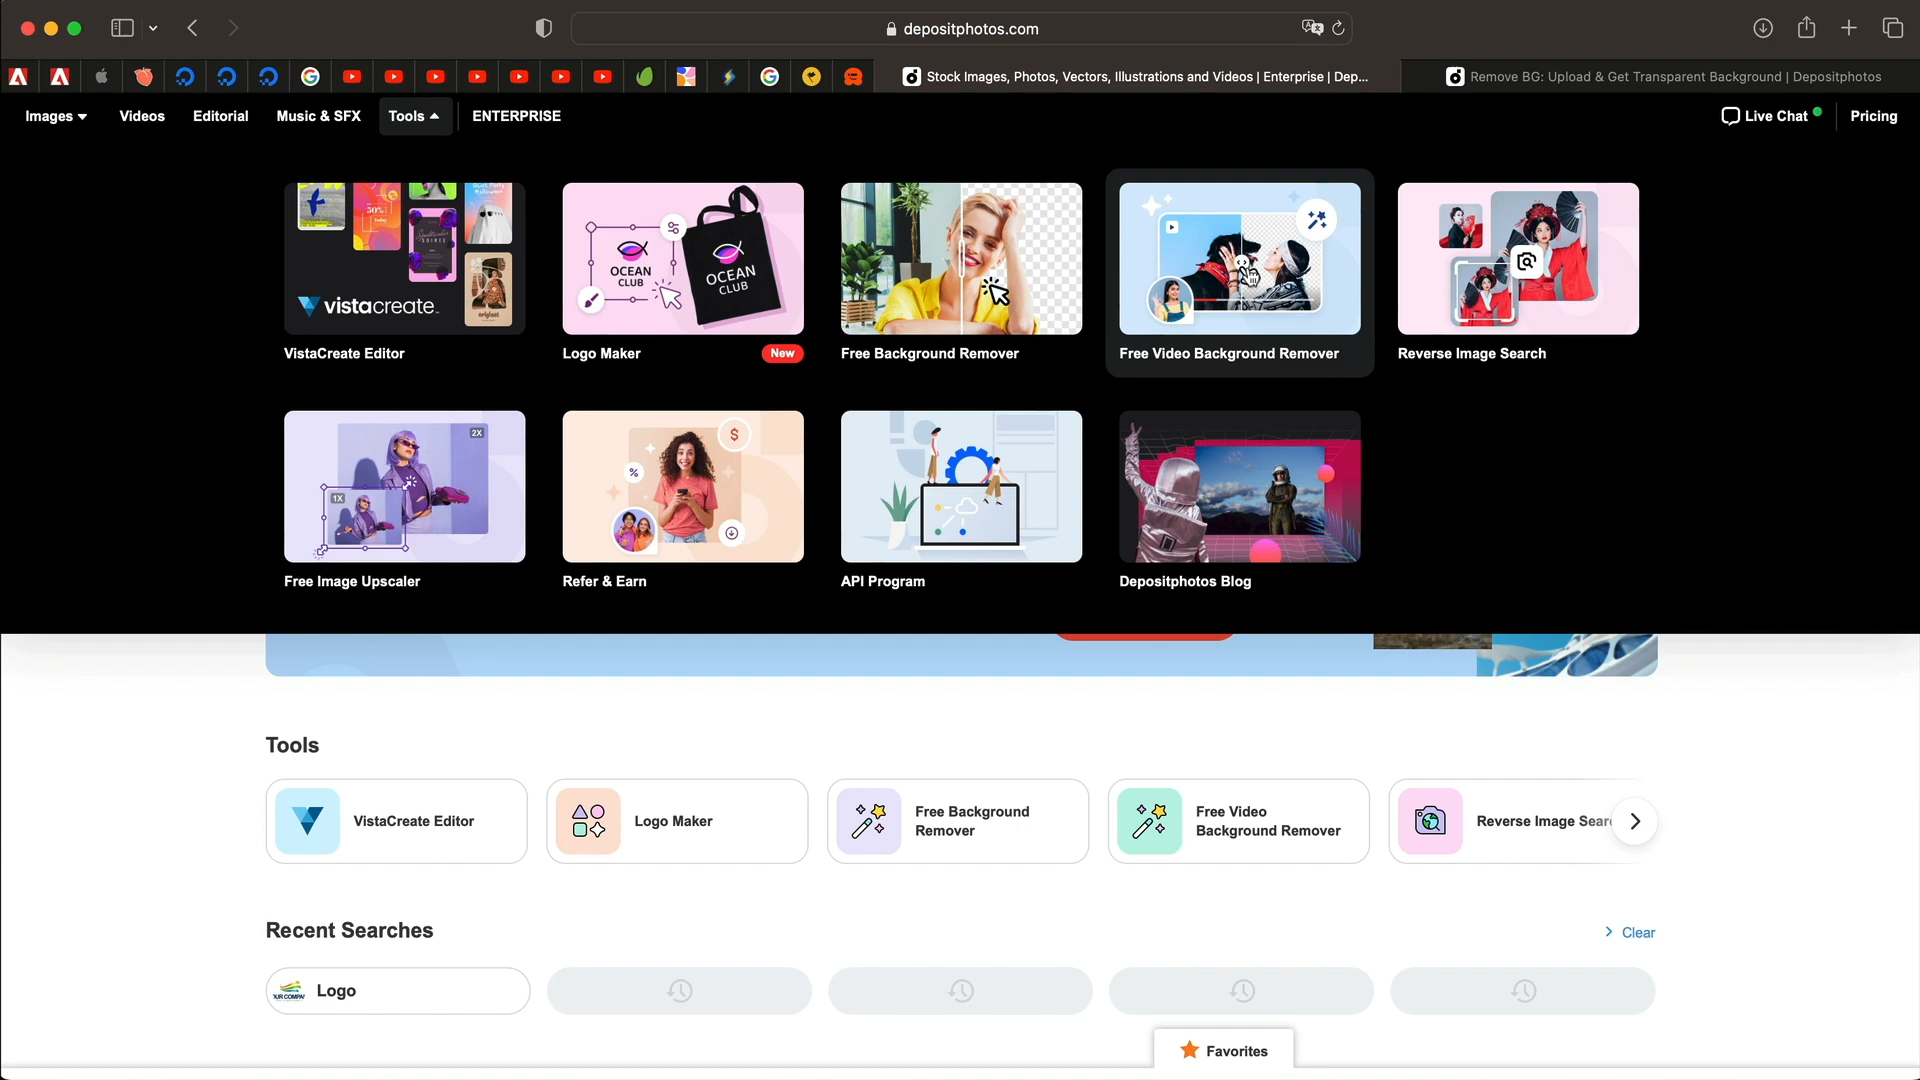 depositphotos.com
Stock Images, Photos, Vectors, Illustrations and Videos | Enterprise | Dep...
Remove BG: Upload & Get Transparent Background | Depositphotos
Images
Videos
Editorial
Music & SFX
Tools
ENTERPRISE
Live Chat
Pricing
vistacreate
30%
SOIREE
VistaCreate Editor
OCEAN
CLUB
OCEAN
CLUB
Logo Maker
New
Free Background Remover
Free Video Background Remover
Reverse Image Search
2X
1X
Free Image Upscaler
$
%
Refer & Earn
API Program
Depositphotos Blog
Tools
VistaCreate Editor
Logo Maker
Free Background
Remover
Free Video
Background Remover
Reverse Image Sear
Recent Searches
Clear
Logo
Favorites